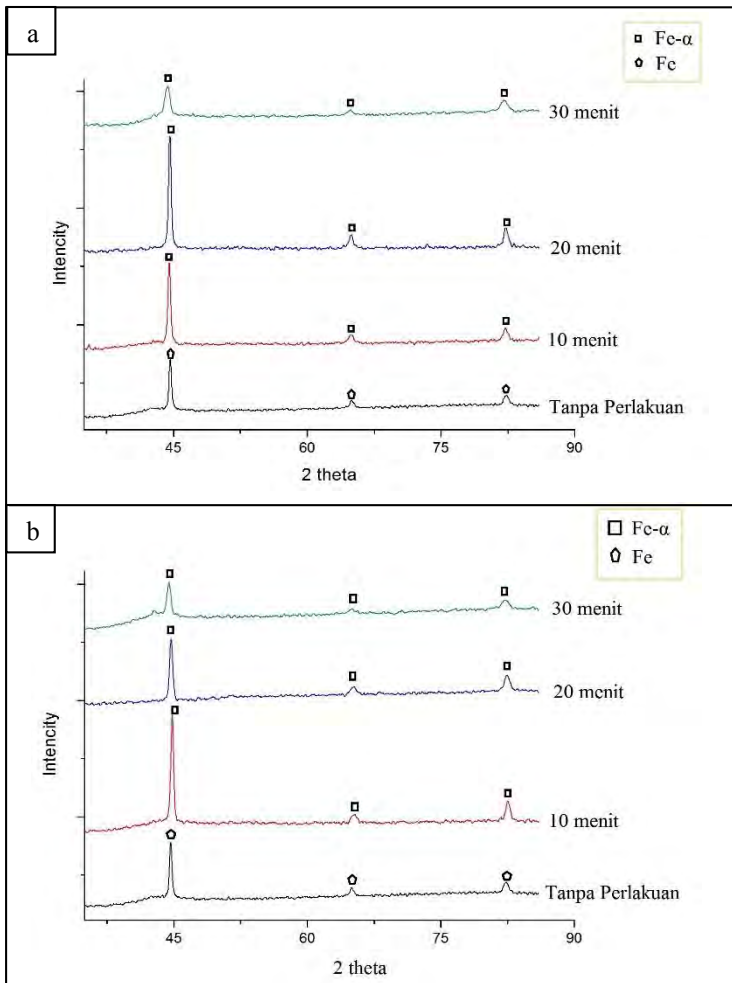 a
Fe-α
Fe
30 menit
20 menit
10 menit
Tanpa Perlakuan
Intencity
45 60 75 90
2 theta
b
Fe-α
Fe
30 menit
20 menit
10 menit
Tanpa Perlakuan
Intencity
45 60 75 90
2 theta